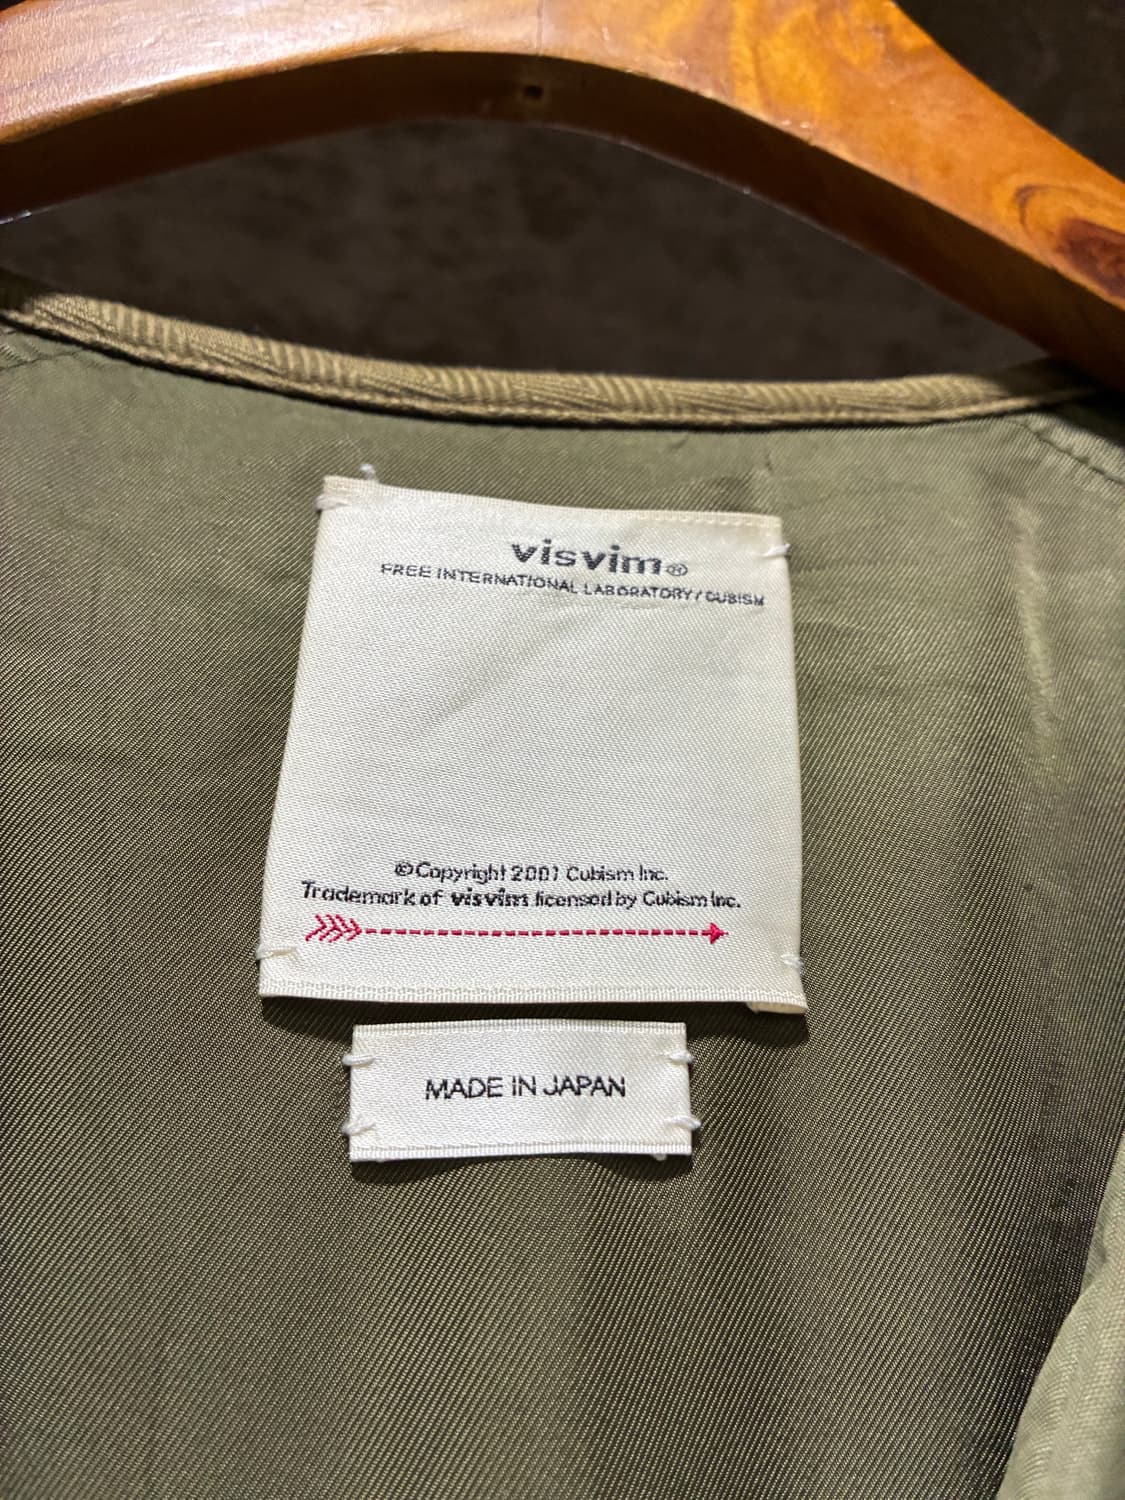 visvim®
FREE INTERNATIONAL LABORATORY / CUBISM
©Copyright 2001 Cubism Inc.
Trademark of visvim licensed by Cubism Inc.
MADE IN JAPAN